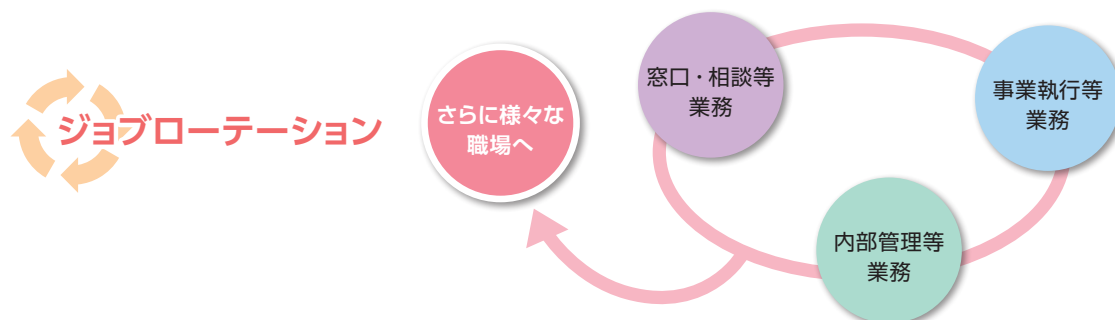 ジョブローテーション
さらに様々な
職場へ
窓口・相談等
業務
事業執行等
業務
内部管理等
業務